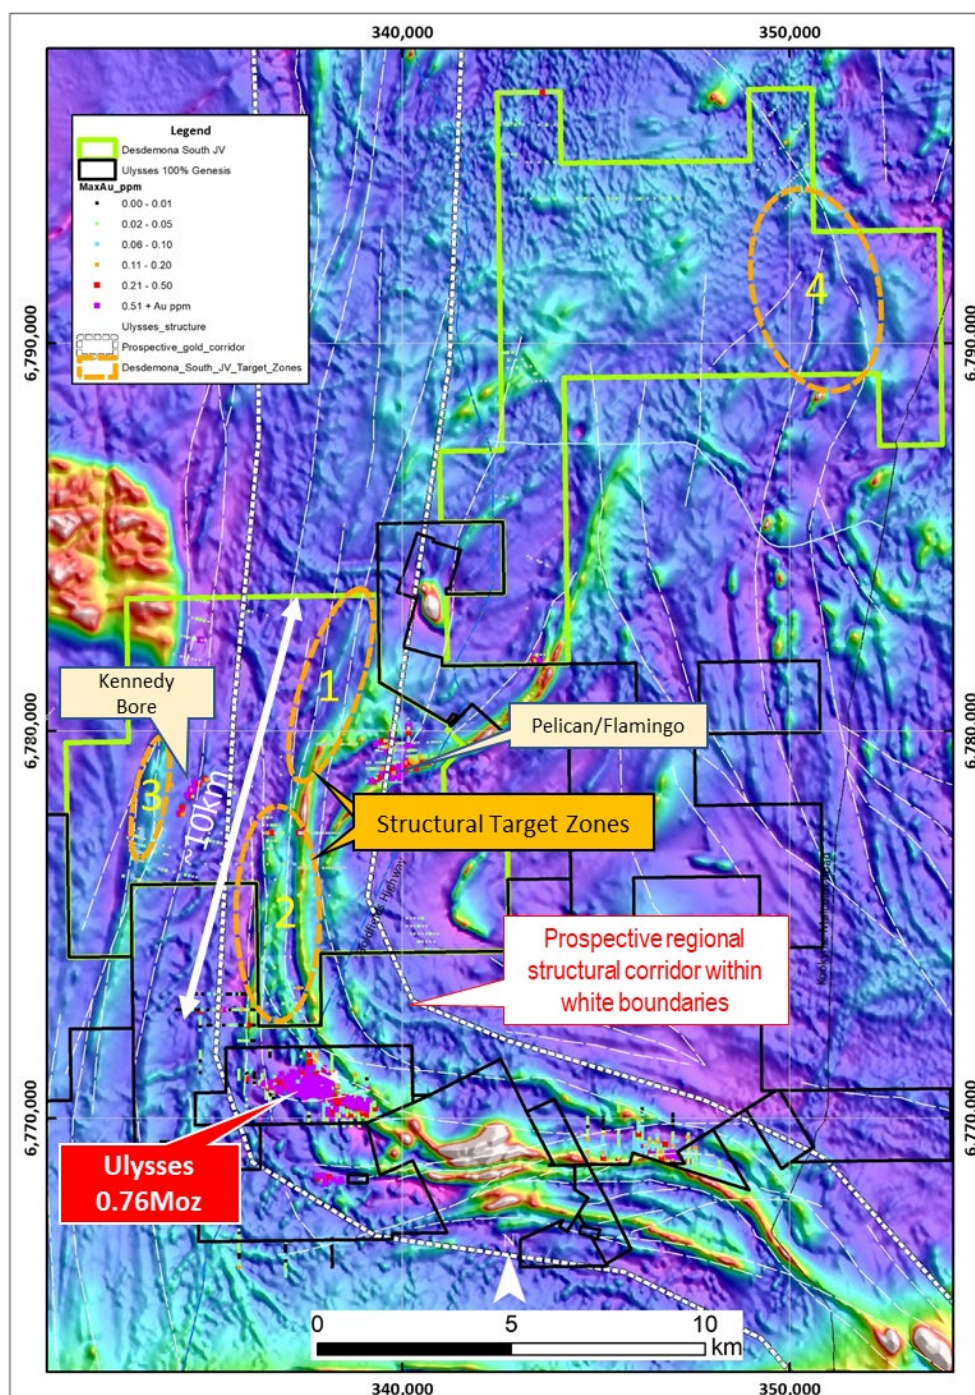 340,000
350,000
Legend
Desdemona South JV
Ulysses 100% Genesis
MaxAu_ppm
0.00 - 0.01
0.02 - 0.05
0.06 - 0.10
0.11 - 0.20
0.21 - 0.50
0.51 + Au ppm
Ulysses_structure
Prospective_gold_corridor
Desdemona_South_JV_Target_Zones
4
6,790,000
6,790,000
1
Kennedy
Bore
Pelican/Flamingo
6,780,000
6,780,000
3
~10km
Structural Target Zones
2
Goldfields Highway
Prospective regional
structural corridor within
white boundaries
6,770,000
6,770,000
Ulysses
0.76Moz
N
0
5
10
km
340,000
350,000